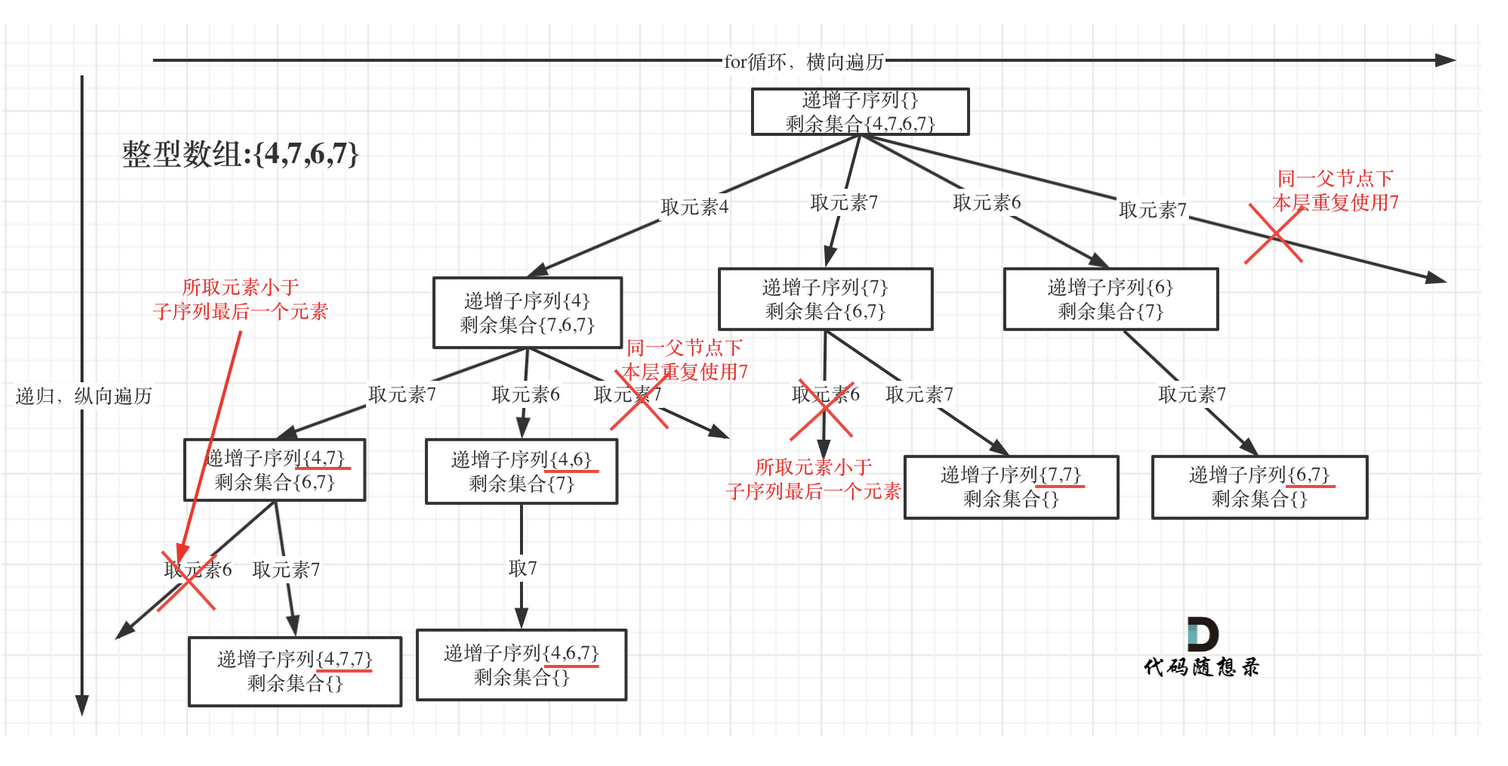 for循环，横向遍历
递增子序列{}
剩余集合{4,7,6,7}
整型数组:{4,7,6,7}
同一父节点下
本层重复使用7
取元素4
取元素7
取元素6
取元素7
所取元素小于
子序列最后一个元素
递增子序列{4}
剩余集合{7,6,7}
递增子序列{7}
剩余集合{6,7}
递增子序列{6}
剩余集合{7}
同一父节点下
本层重复使用7
递归，纵向遍历
取元素7
取元素6
取元素7
取元素6
取元素7
取元素7
递增子序列{4,7}
剩余集合{6,7}
递增子序列{4,6}
剩余集合{7}
所取元素小于
子序列最后一个元素
递增子序列{7,7}
剩余集合{}
递增子序列{6,7}
剩余集合{}
取元素6
取元素7
取7
递增子序列{4,7,7}
剩余集合{}
递增子序列{4,6,7}
剩余集合{}
代码随想录